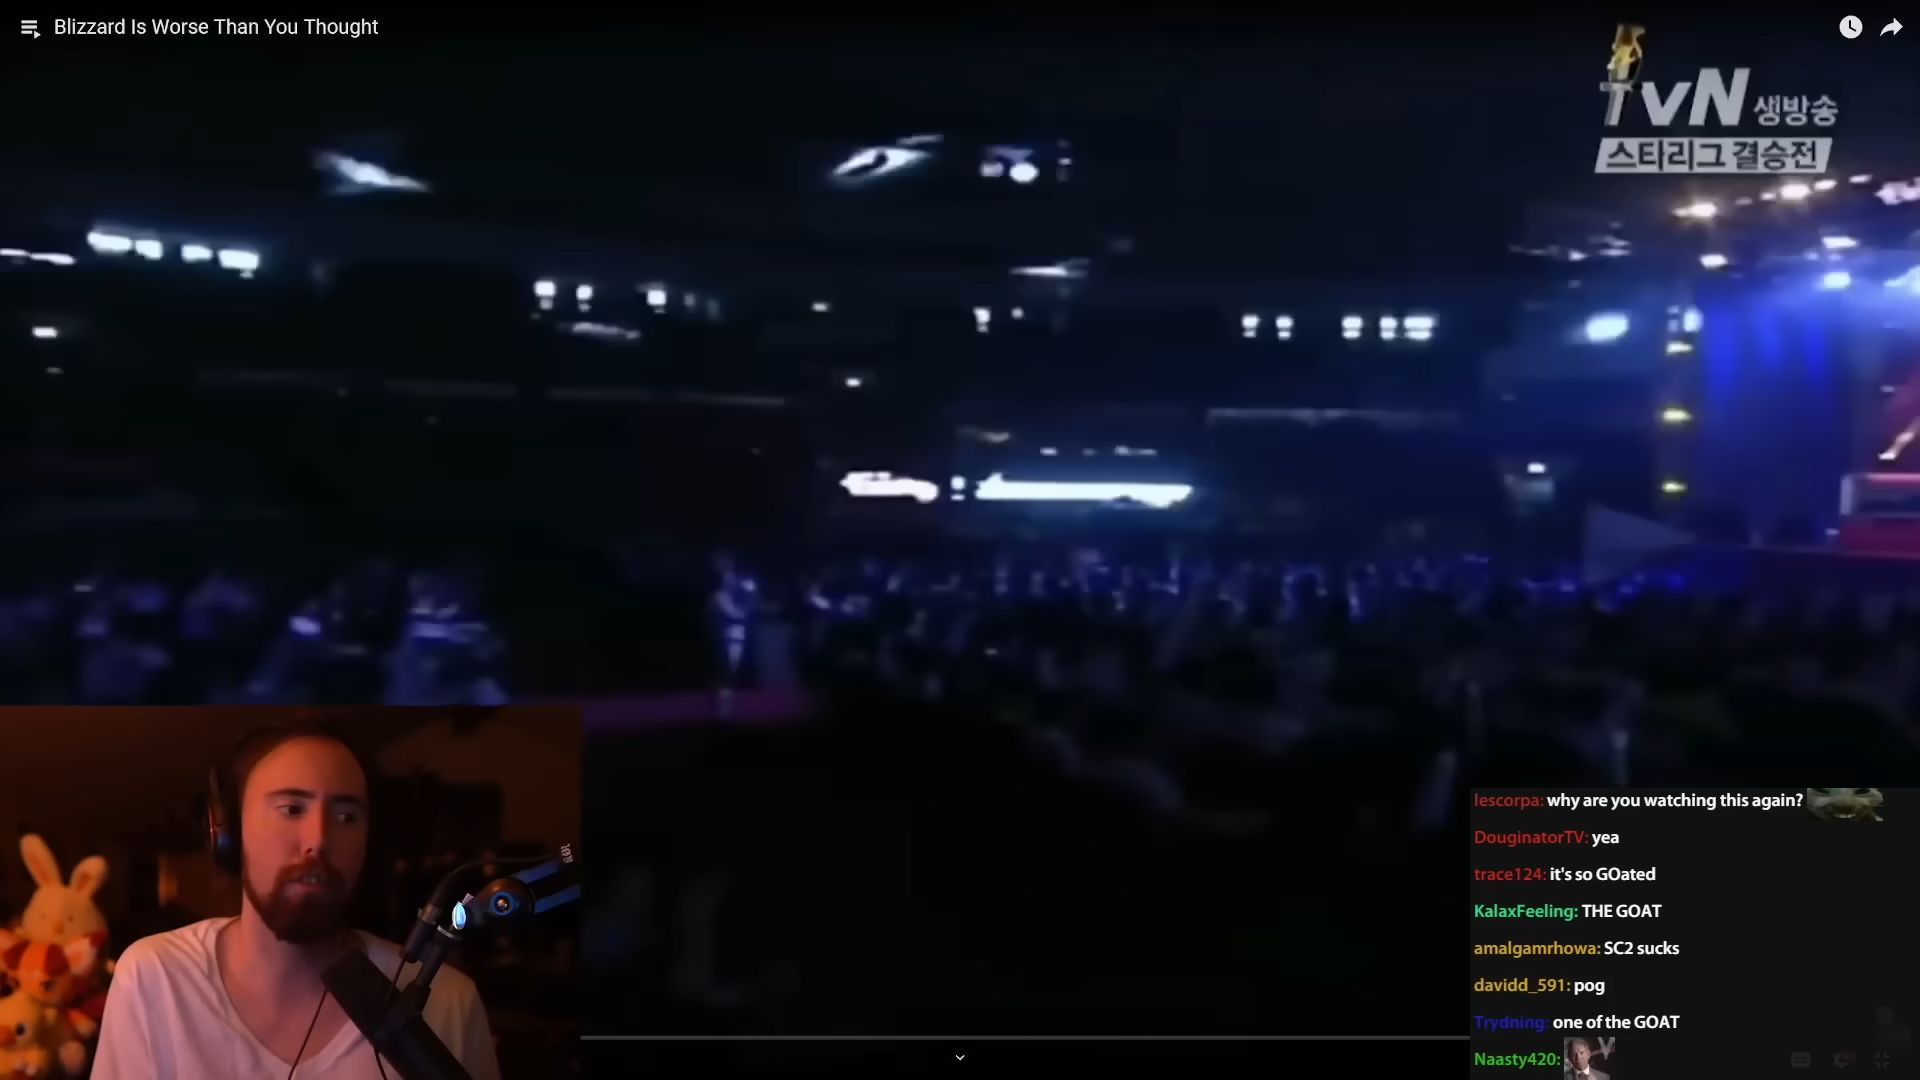 Blizzard Is Worse Than You Thought
tvN 생방송
스타리그 결승전
lescorpa: why are you watching this again?
DouginatorTV: yea
trace124: it's so GOated
KalaxFeeling: THE GOAT
amalgamrhowa: SC2 sucks
davidd_591: pog
Trydning: one of the GOAT
Naasty420: